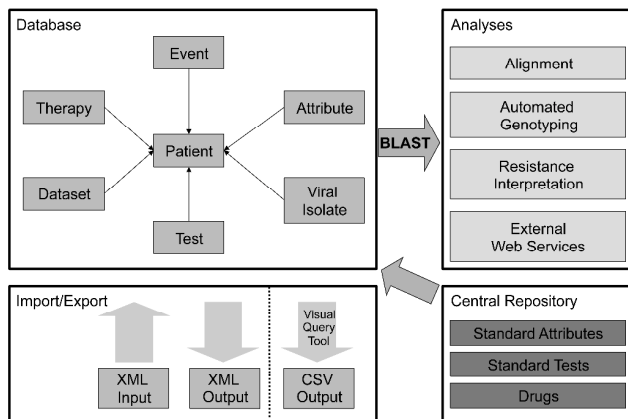 Database
Event
Therapy
Attribute
Patient
Dataset
Viral
Isolate
Test
BLAST
Analyses
Alignment
Automated
Genotyping
Resistance
Interpretation
External
Web Services
Import/Export
Visual
Query
Tool
XML
Input
XML
Output
CSV
Output
Central Repository
Standard Attributes
Standard Tests
Drugs